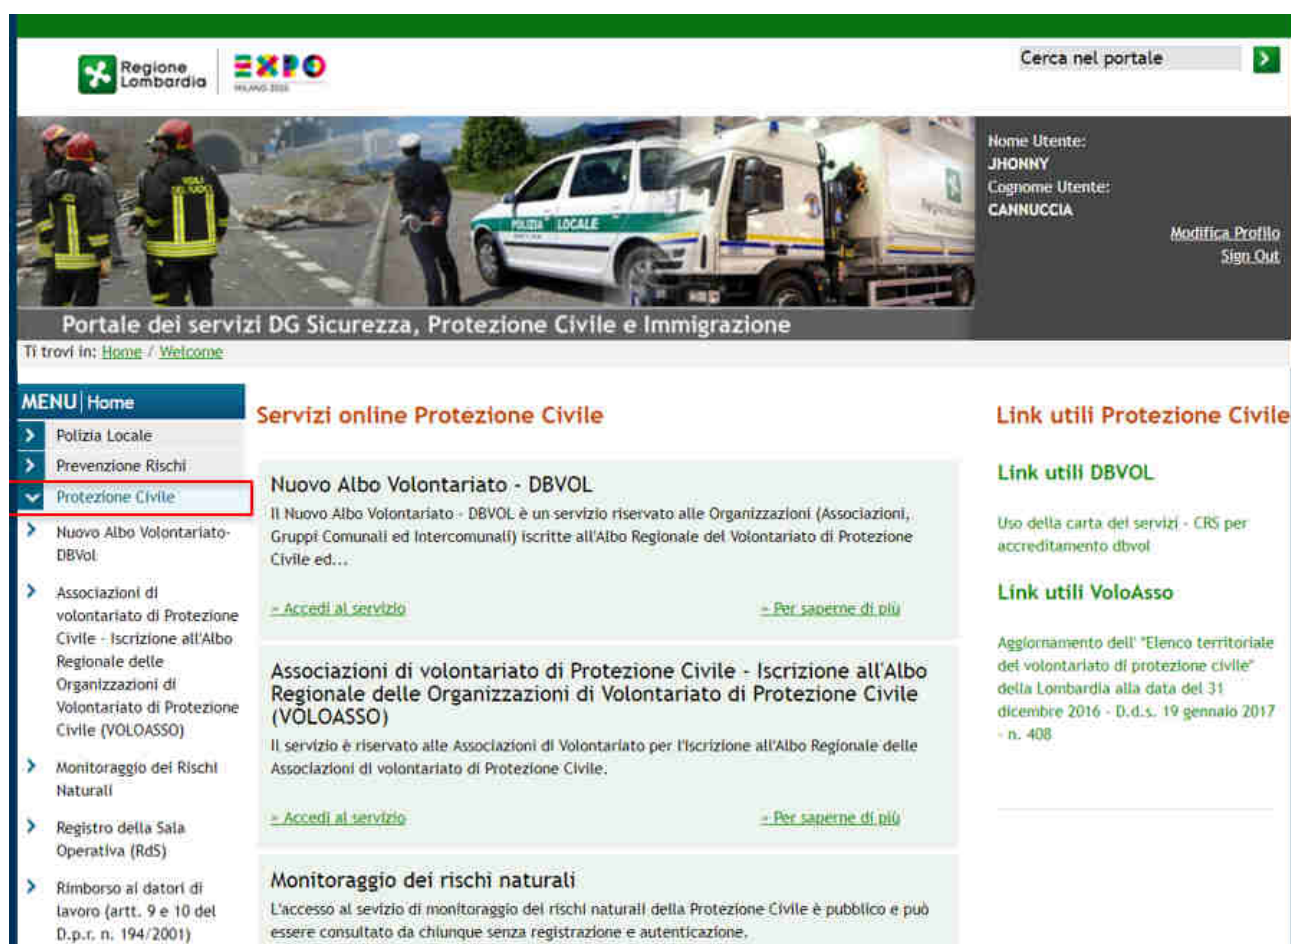 Regione
Lombardia
EXPO
MILANO 2015
Cerca nel portale
VIGILI
DEL FUOCO
POLIZIA LOCALE
Nome Utente:
JHONNY
Cognome Utente:
CANNUCCIA
Modifica Profilo
Sign Out
Portale dei servizi DG Sicurezza, Protezione Civile e Immigrazione
Ti trovi in: Home / Welcome
MENU | Home
Polizia Locale
Prevenzione Rischi
Protezione Civile
Nuovo Albo Volontariato-
DBVol
Associazioni di
volontariato di Protezione
Civile - Iscrizione all'Albo
Regionale delle
Organizzazioni di
Volontariato di Protezione
Civile (VOLOASSO)
Monitoraggio dei Rischi
Naturali
Registro della Sala
Operativa (RdS)
Rimborso ai datori di
lavoro (artt. 9 e 10 del
D.p.r. n. 194/2001)
Servizi online Protezione Civile
Nuovo Albo Volontariato - DBVOL
Il Nuovo Albo Volontariato - DBVOL è un servizio riservato alle Organizzazioni (Associazioni,
Gruppi Comunali ed Intercomunali) iscritte all'Albo Regionale del Volontariato di Protezione
Civile ed...
» Accedi al servizio
» Per saperne di più
Associazioni di volontariato di Protezione Civile - Iscrizione all'Albo
Regionale delle Organizzazioni di Volontariato di Protezione Civile
(VOLOASSO)
Il servizio è riservato alle Associazioni di Volontariato per l'Iscrizione all'Albo Regionale delle
Associazioni di volontariato di Protezione Civile.
» Accedi al servizio
» Per saperne di più
Monitoraggio dei rischi naturali
L'accesso al sevizio di monitoraggio dei rischi naturali della Protezione Civile è pubblico e può
essere consultato da chiunque senza registrazione e autenticazione.
Link utili Protezione Civile
Link utili DBVOL
Uso della carta dei servizi - CRS per
accreditamento dbvol
Link utili VoloAsso
Aggiornamento dell' "Elenco territoriale
del volontariato di protezione civile"
della Lombardia alla data del 31
dicembre 2016 - D.d.s. 19 gennaio 2017
- n. 408